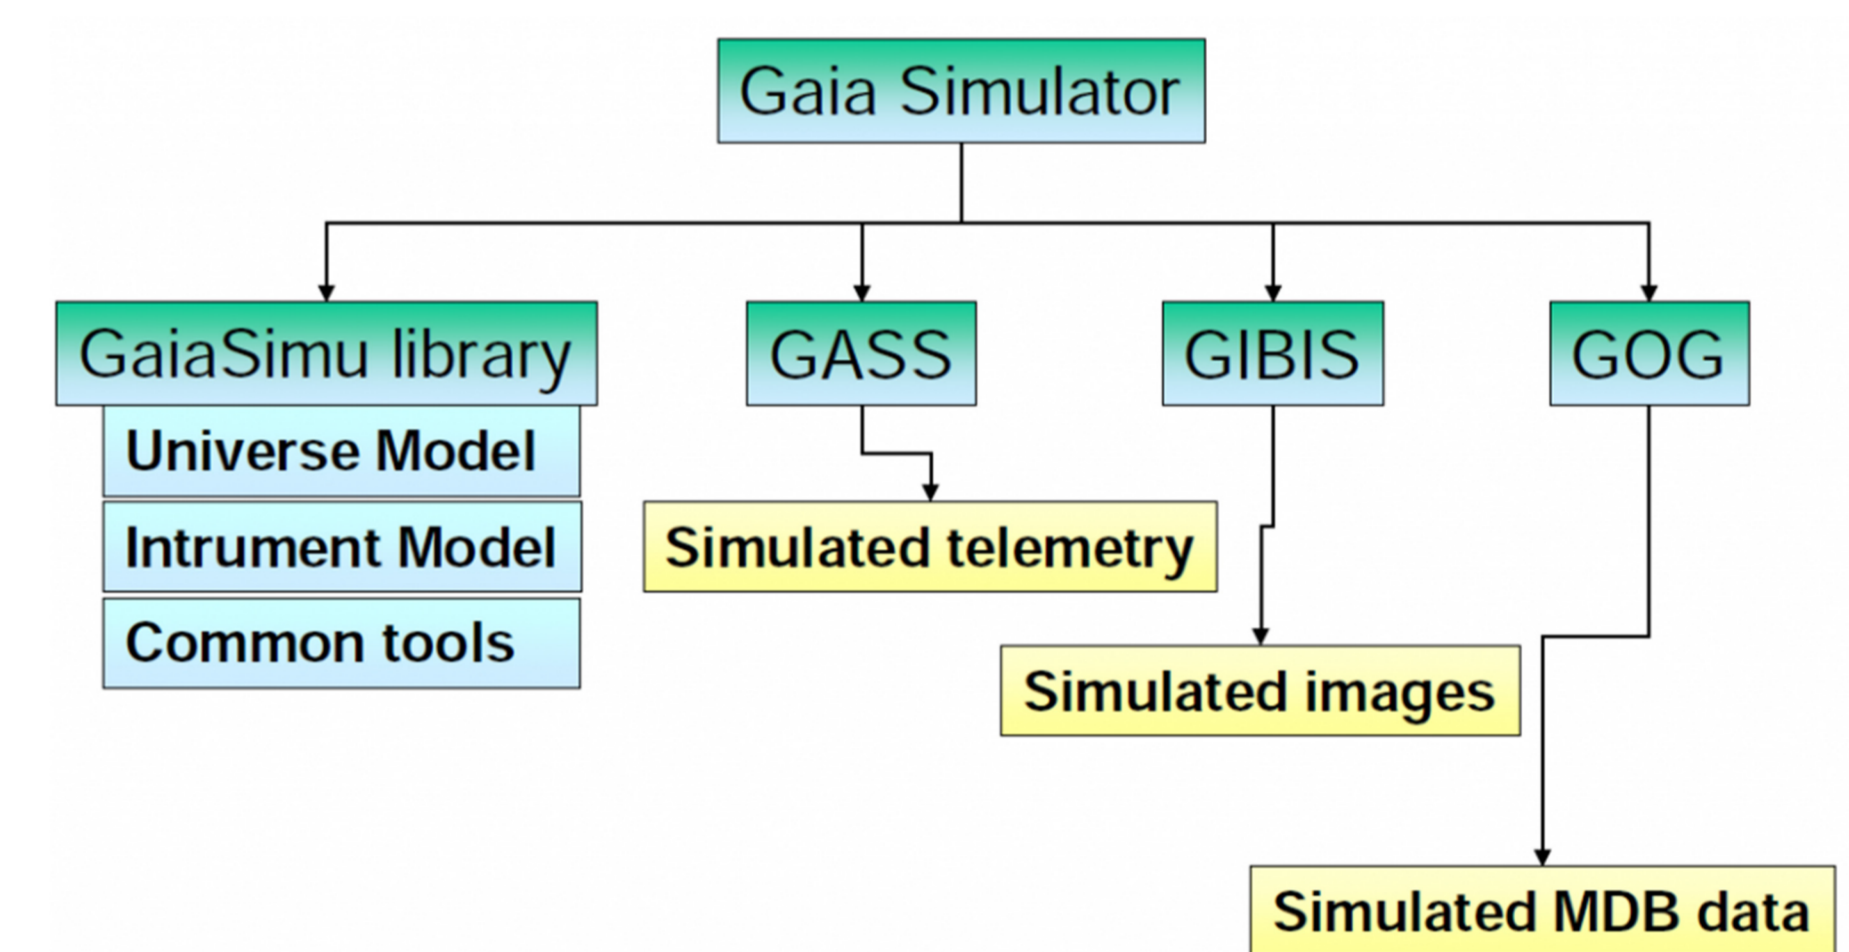 Gaia Simulator
GaiaSimu library
GASS
GIBIS
GOG
Universe Model
Intrument Model
Simulated telemetry
Common tools
Simulated images
Simulated MDB data